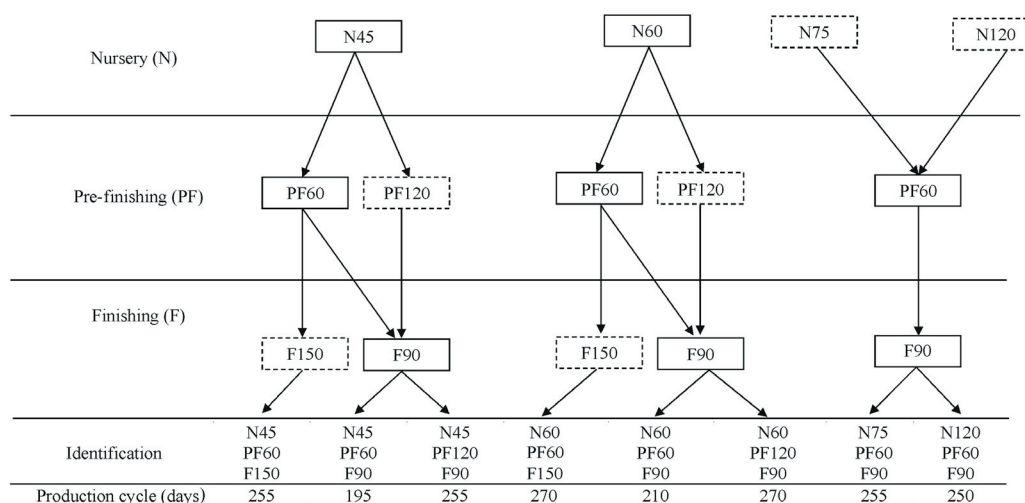 N45 N60 N75 N120
Nursery (N)
Pre-finishing (PF)
PF60 PF120 PF60 PF120 PF60
Finishing (F)
F150 F90 F150 F90 F90
N45 N45 N45 N60 N60 N60 N75 N120
Identification PF60 PF60 PF120 PF60 PF60 PF120 PF60 PF60
F150 F90 F90 F150 F90 F90 F90 F90
Production cycle (days) 255 195 255 270 210 270 255 250